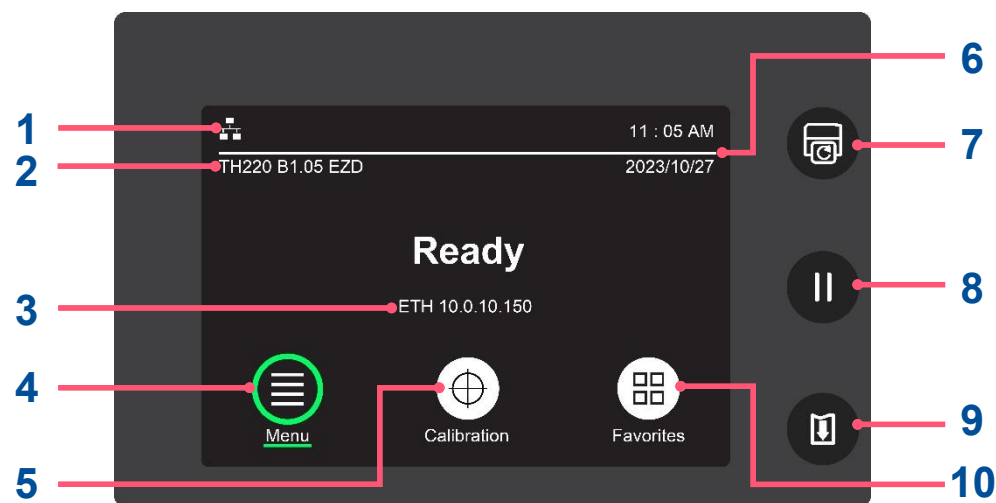 6
1
11 : 05 AM
7
2
TH220 B1.05 EZD
2023/10/27
Ready
8
3
ETH 10.0.10.150
4
Menu
Calibration
Favorites
9
5
10